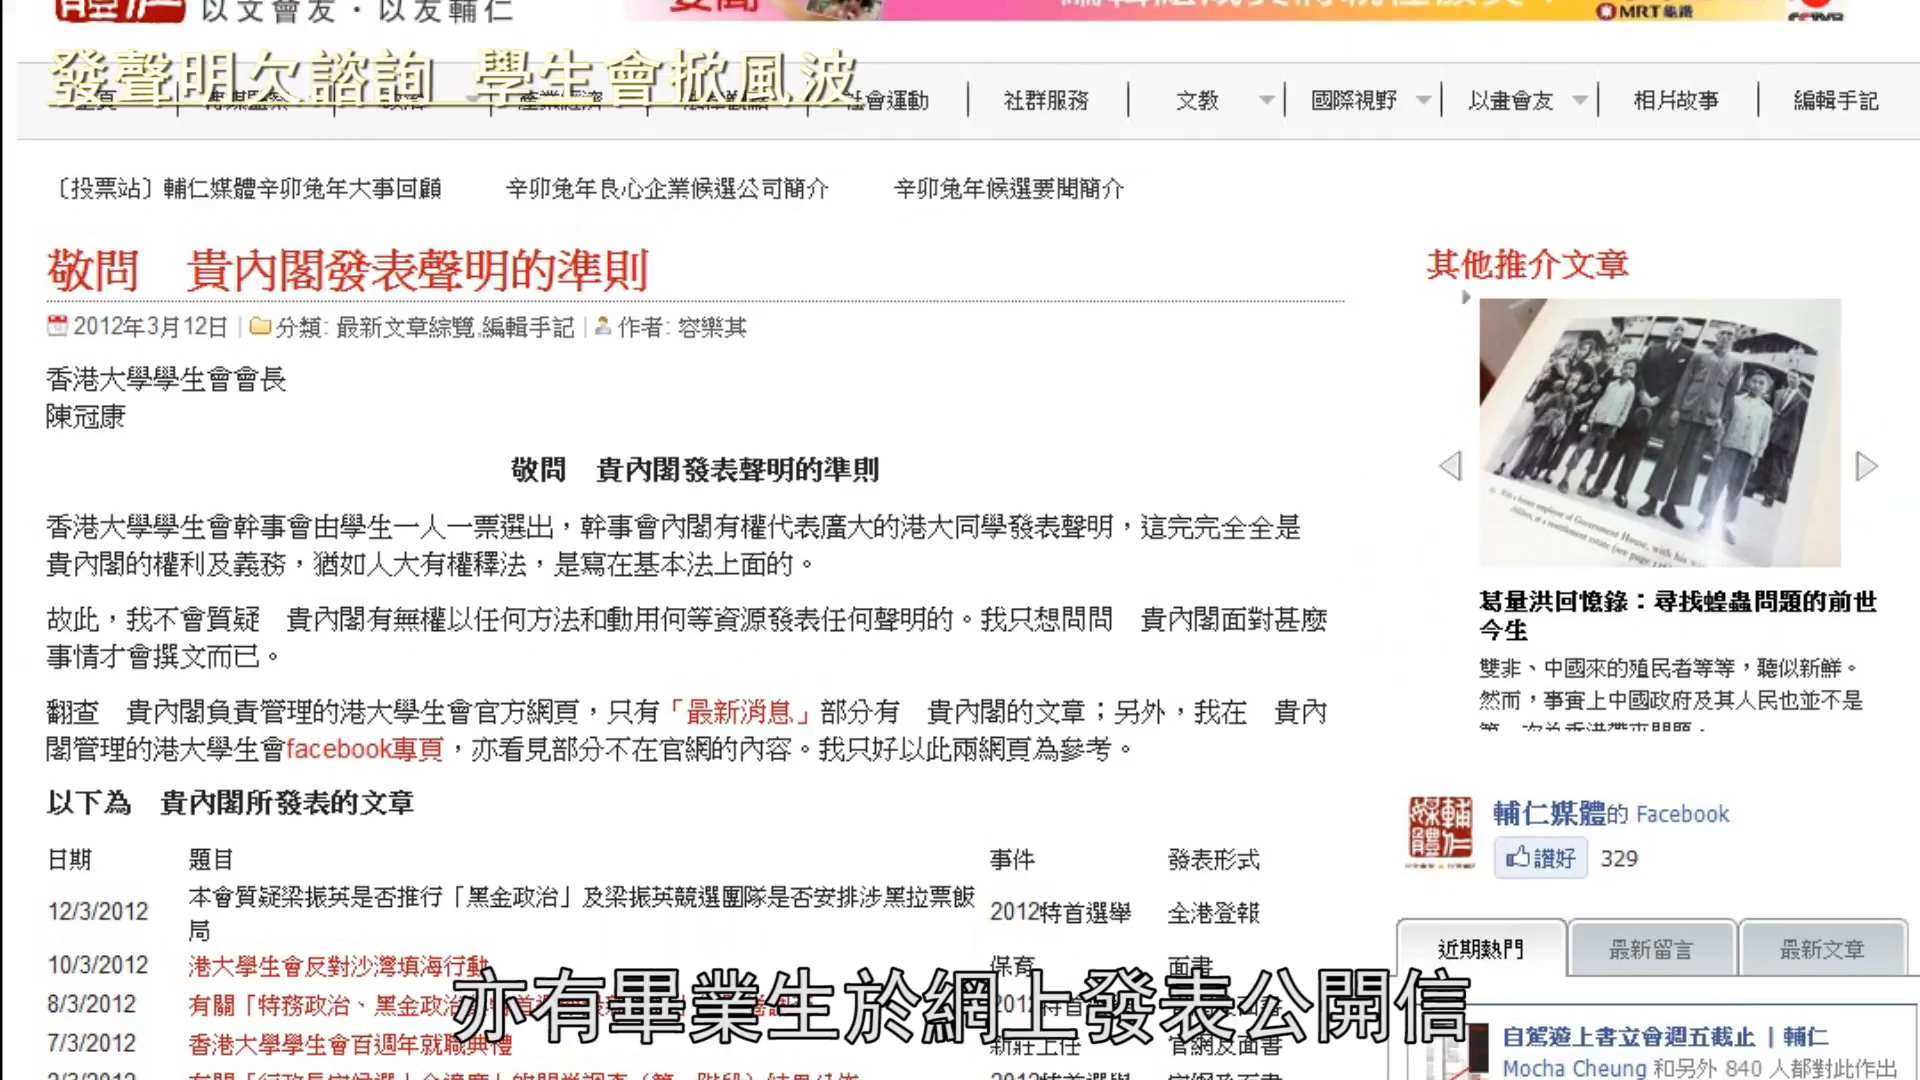 以文會友・以友輔仁
要聞
MRT
發聲明欠諮詢 學生會掀風波
社會運動
社群服務
文教
國際視野
以畫會友
相片故事
編輯手記
〔投票站〕輔仁媒體辛卯兔年大事回顧
辛卯兔年良心企業候選公司簡介
辛卯兔年候選要聞簡介
敬問　貴內閣發表聲明的準則
2012年3月12日 | 分類: 最新文章綜覽,編輯手記 | 作者: 容樂其
香港大學學生會會長
陳冠康
敬問　貴內閣發表聲明的準則
香港大學學生會幹事會由學生一人一票選出，幹事會內閣有權代表廣大的港大同學發表聲明，這完完全全是
貴內閣的權利及義務，猶如人大有權釋法，是寫在基本法上面的。
故此，我不會質疑　貴內閣有無權以任何方法和動用何等資源發表任何聲明的。我只想問問　貴內閣面對甚麼
事情才會撰文而已。
翻查　貴內閣負責管理的港大學生會官方網頁，只有「最新消息」部分有　貴內閣的文章；另外，我在　貴內
閣管理的港大學生會facebook專頁，亦看見部分不在官網的內容。我只好以此兩網頁為參考。
以下為　貴內閣所發表的文章
日期 題目 事件 發表形式
12/3/2012 本會質疑梁振英是否推行「黑金政治」及梁振英競選團隊是否安排涉黑拉票飯
局 2012特首選舉 全港登報
10/3/2012 港大學生會反對沙灣填海行動 保育 面書
8/3/2012 有關「特務政治、黑金政治
7/3/2012 香港大學學生會百週年就職典禮 新莊上任 官網及面書
亦有畢業生於網上發表公開信
其他推介文章
葛量洪回憶錄：尋找蝗蟲問題的前世
今生
雙非、中國來的殖民者等等，聽似新鮮。
然而，事實上中國政府及其人民也並不是
輔仁媒體的 Facebook
讚好 329
近期熱門 最新留言 最新文章
自駕遊上書立會週五截止 | 輔仁
Mocha Cheung 和另外 840 人都對此作出